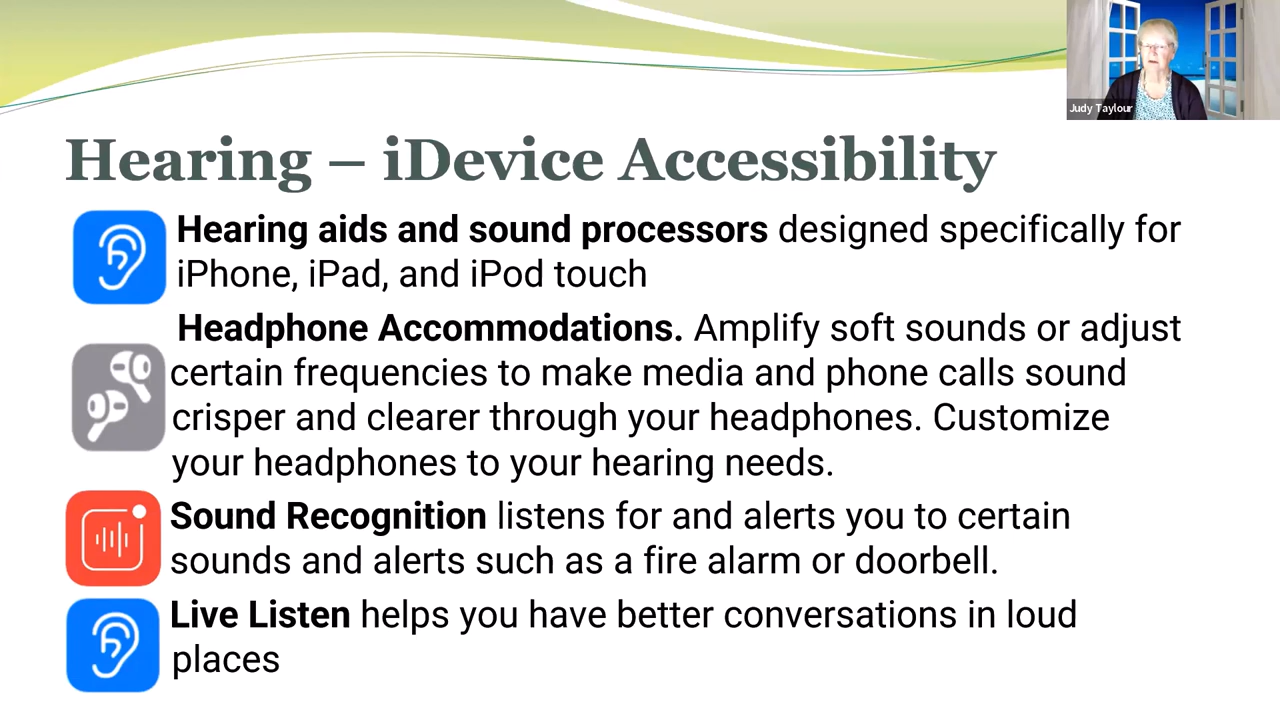 Judy Taylour
Hearing – iDevice Accessibility
Hearing aids and sound processors designed specifically for
iPhone, iPad, and iPod touch
Headphone Accommodations. Amplify soft sounds or adjust
certain frequencies to make media and phone calls sound
crisper and clearer through your headphones. Customize
your headphones to your hearing needs.
Sound Recognition listens for and alerts you to certain
sounds and alerts such as a fire alarm or doorbell.
Live Listen helps you have better conversations in loud
places